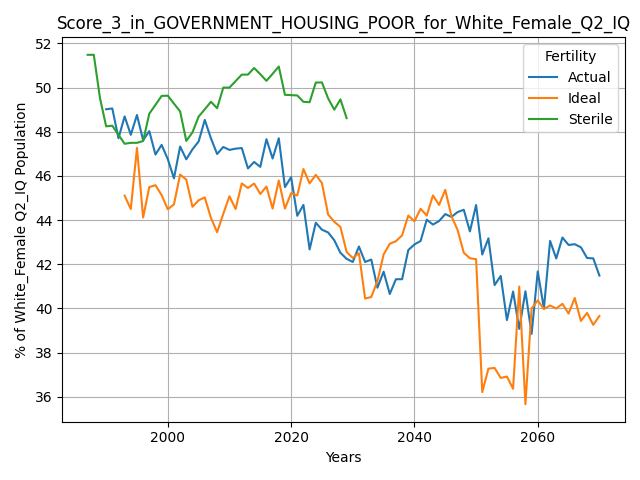 Score_3_in_GOVERNMENT_HOUSING_POOR_for_White_Female_Q2_IQ
% of White_Female Q2_IQ Population
52
50
48
46
44
42
40
38
36
Fertility
Actual
Ideal
Sterile
2000
2020
2040
2060
Years